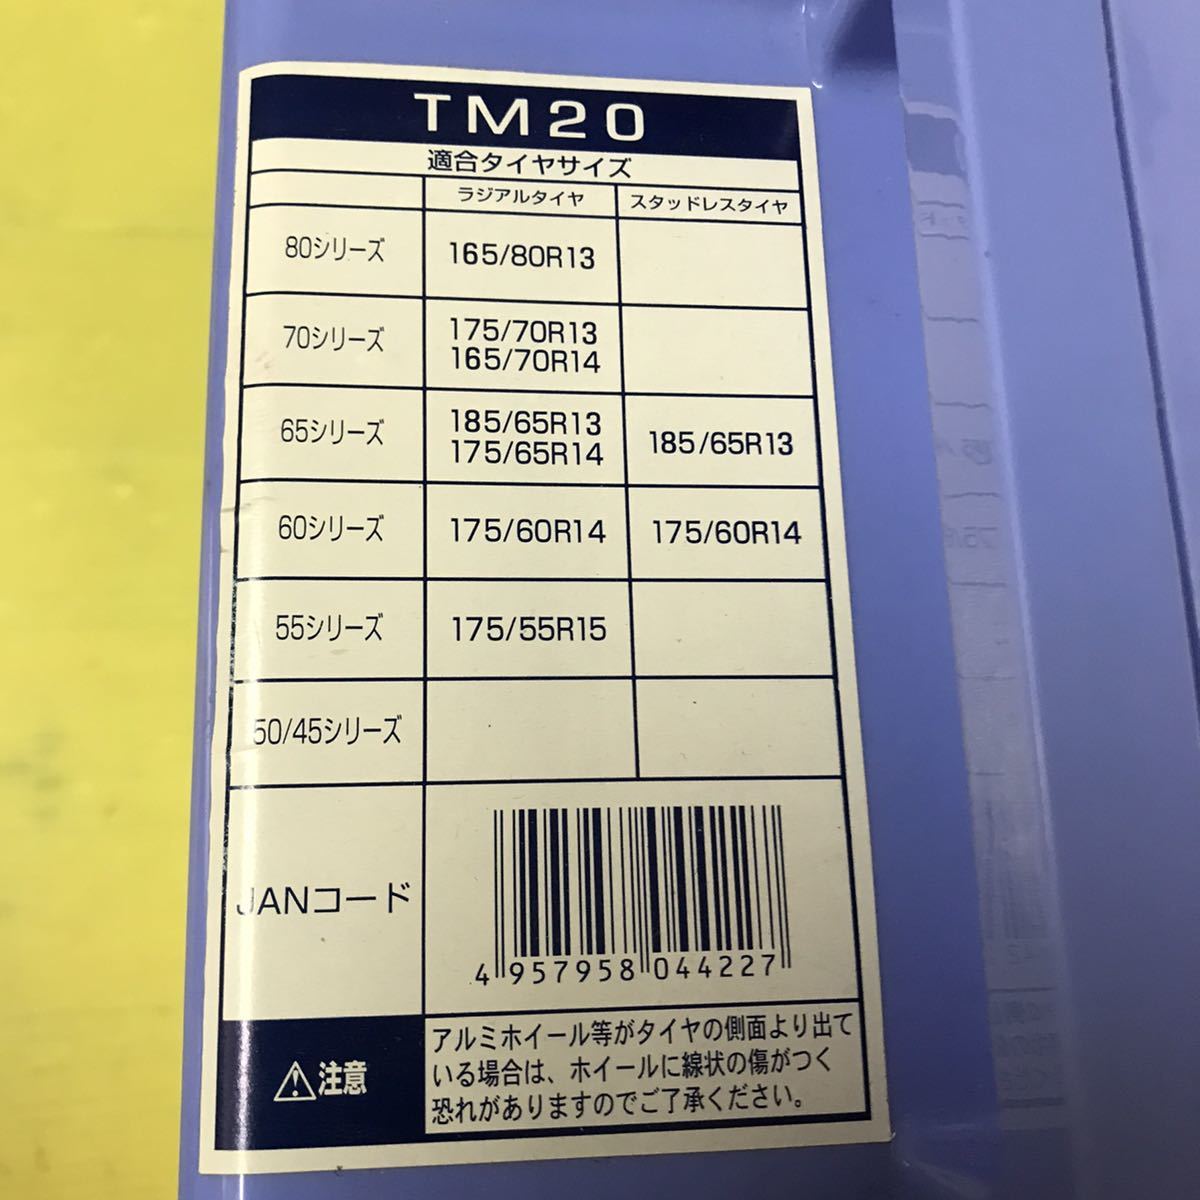 TM20
適合タイヤサイズ
ラジアルタイヤ スタッドレスタイヤ
80シリーズ 165/80R13
70シリーズ 175/70R13
165/70R14
65シリーズ 185/65R13 185/65R13
175/65R14
60シリーズ 175/60R14 175/60R14
55シリーズ 175/55R15
50/45シリーズ
JANコード
4 957958 044227
注意
アルミホイール等がタイヤの側面より出て
いる場合は、ホイールに線状の傷がつく
恐れがありますのでご了承ください。